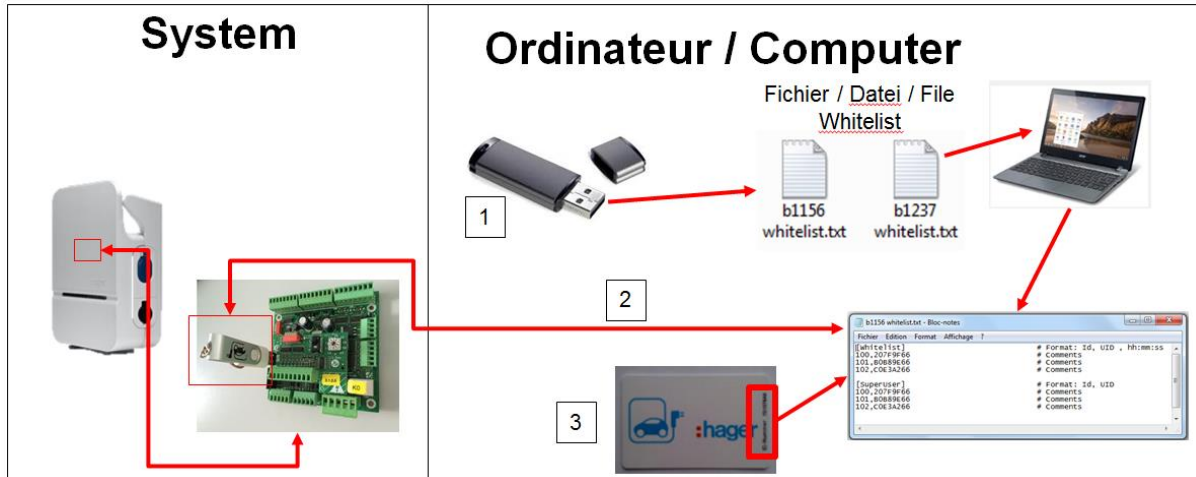 System
Ordinateur / Computer
Fichier / Datei / File
Whitelist
1
b1156
whitelist.txt
b1237
whitelist.txt
2
b1156 whitelist.txt - Bloc-notes
Fichier Edition Format Affichage ?
[Whitelist] # Format: Id, UID , hh:mm:ss
100,207F9F66 # Comments
101,B0B89E66 # Comments
102,C0E3A266 # Comments
[Superuser] # Format: Id, UID
100,207F9F66 # Comments
101,B0B89E66 # Comments
102,C0E3A266 # Comments
3
:hager